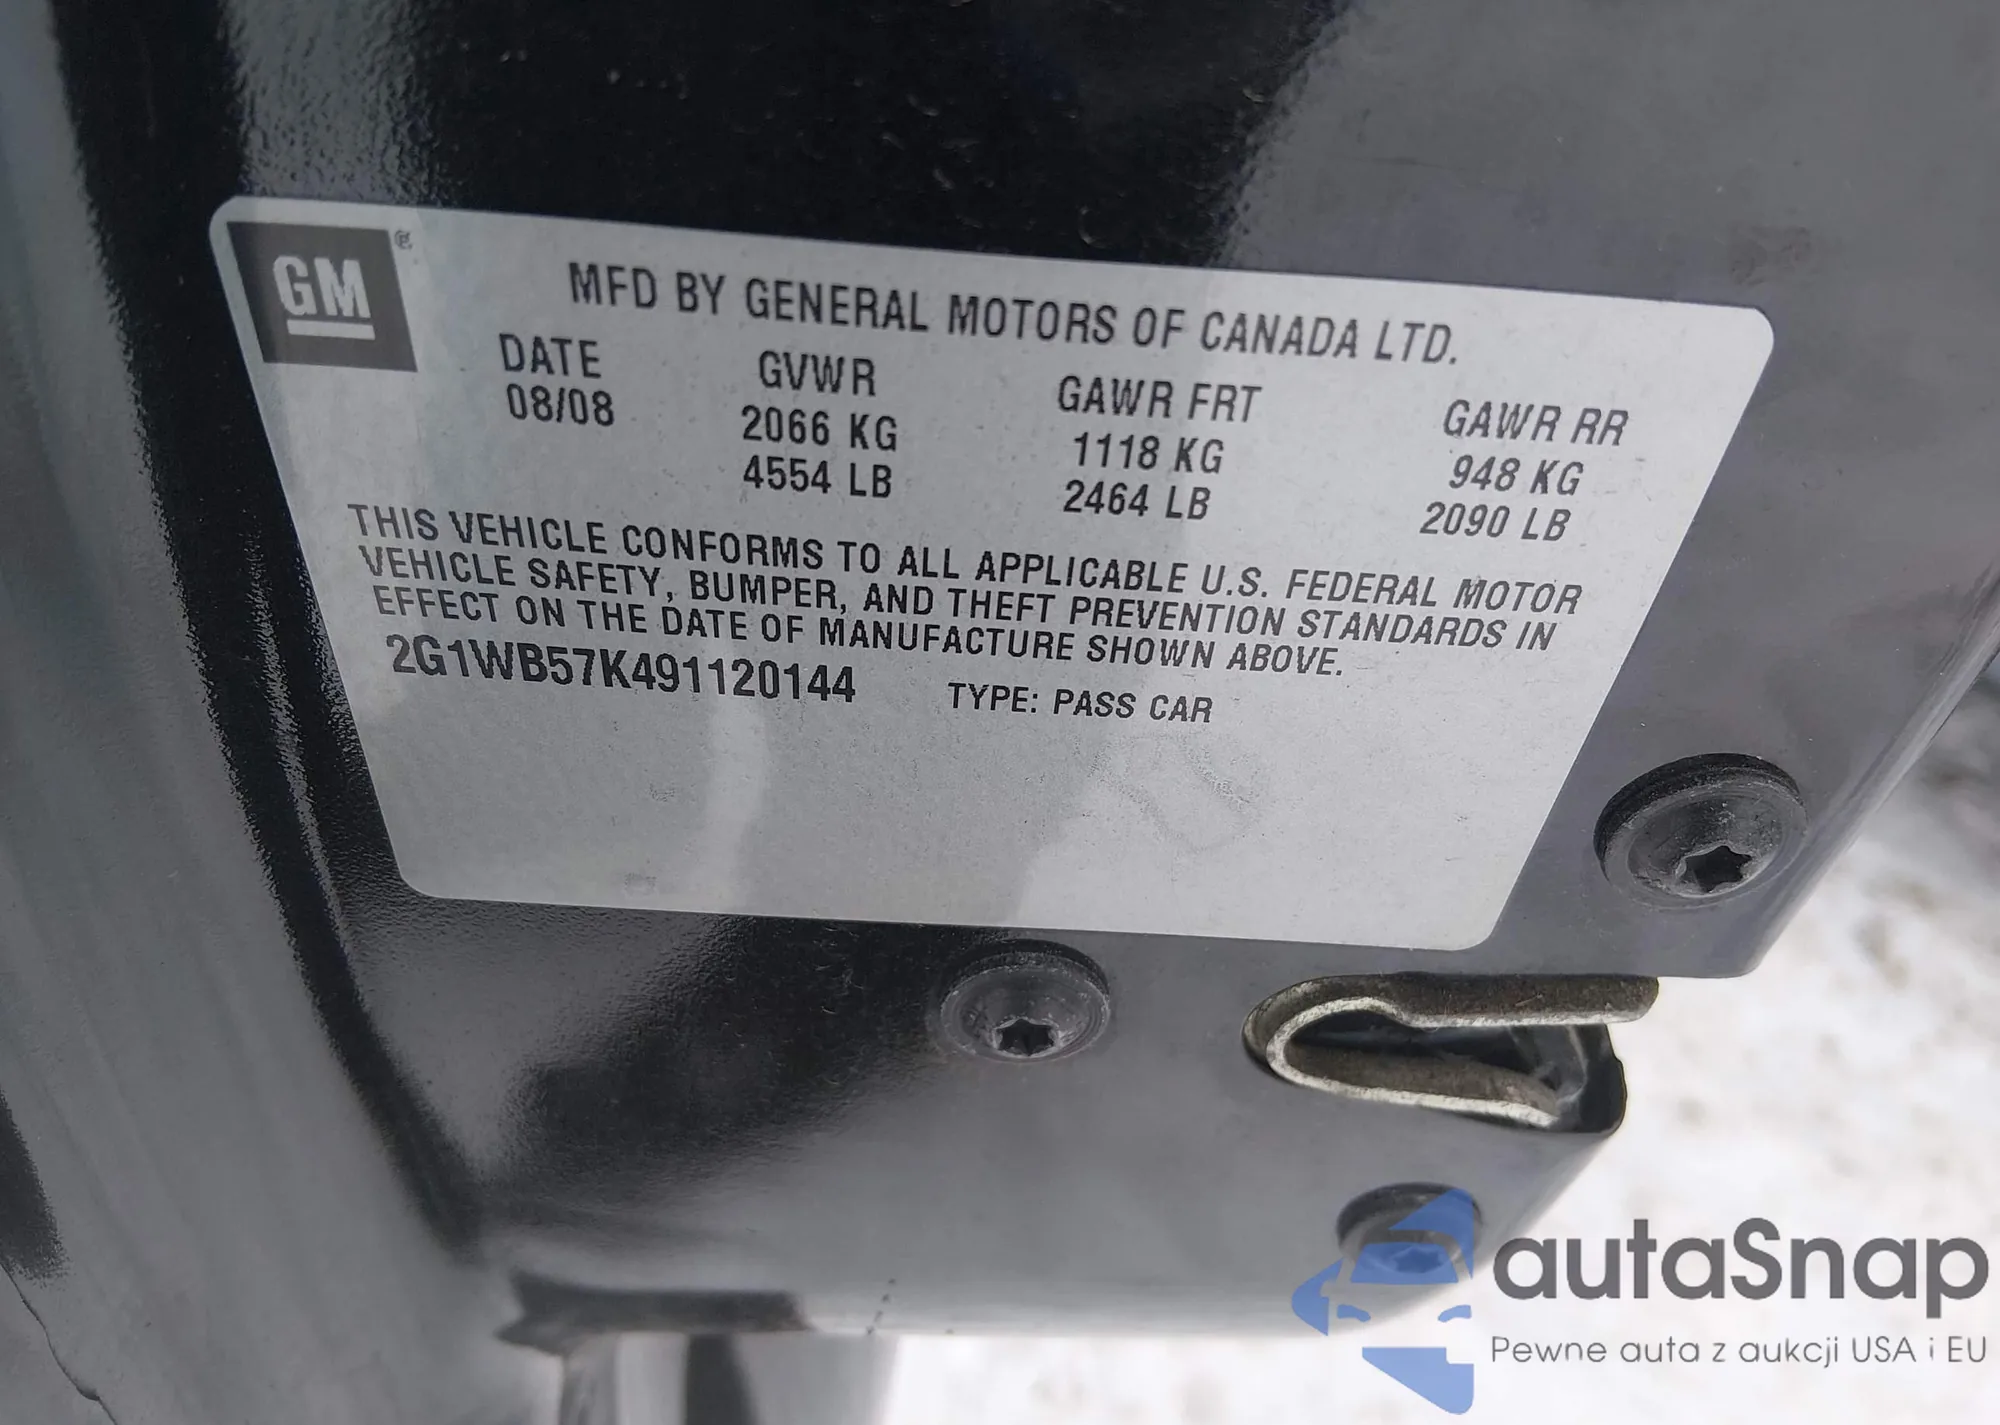 GM
MFD BY GENERAL MOTORS OF CANADA LTD.
DATE GVWR GAWR FRT GAWR RR
08/08 2066 KG 1118 KG 948 KG
4554 LB 2464 LB 2090 LB
THIS VEHICLE CONFORMS TO ALL APPLICABLE U.S. FEDERAL MOTOR
VEHICLE SAFETY, BUMPER, AND THEFT PREVENTION STANDARDS IN
EFFECT ON THE DATE OF MANUFACTURE SHOWN ABOVE.
2G1WB57K491120144 TYPE: PASS CAR
autaSnap
Pewne auta z aukcji USA i EU